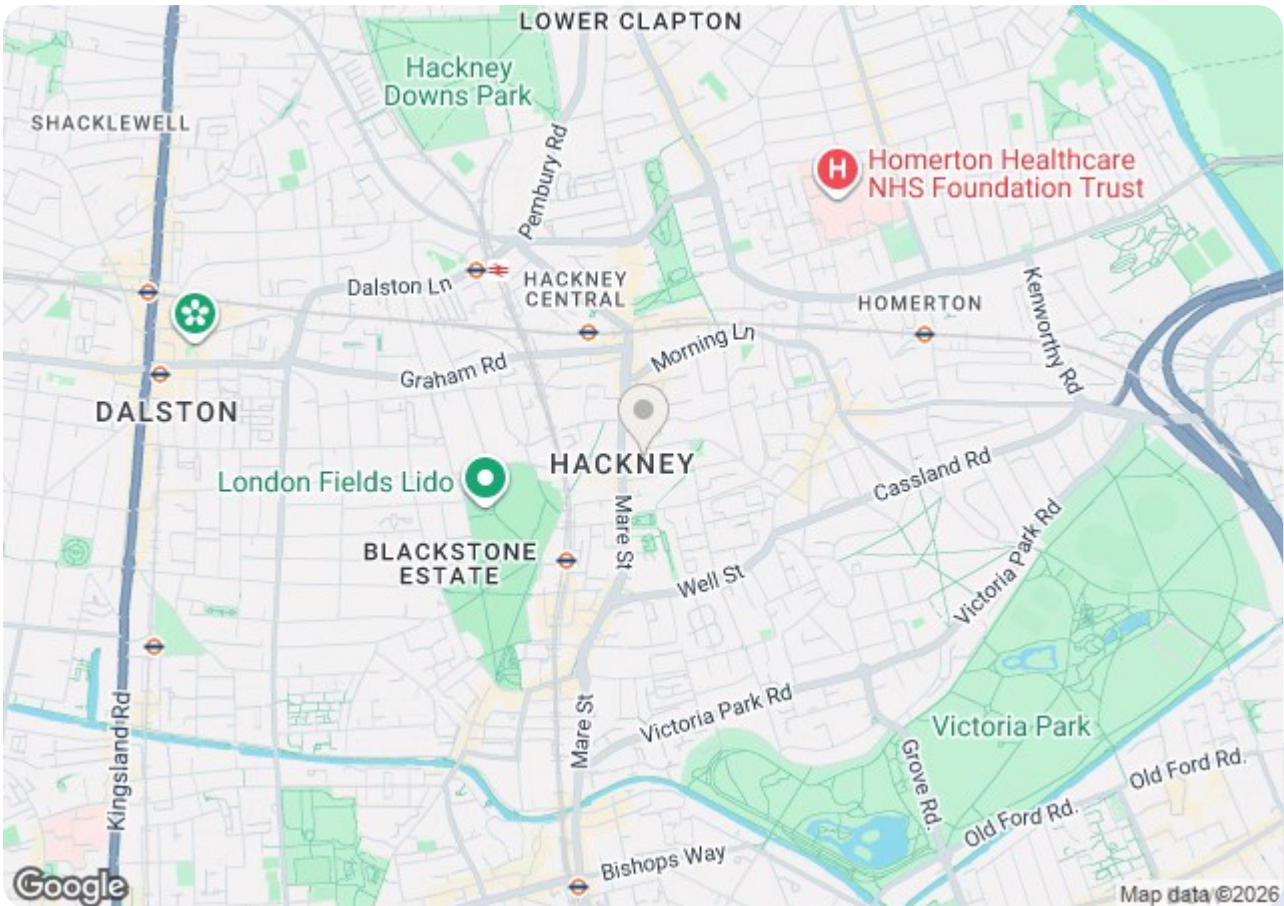 LOWER CLAPTON
Hackney
Downs Park
SHACKLEWELL
Pembury Rd
H
Homerton Healthcare
NHS Foundation Trust
Dalston Ln
HACKNEY
CENTRAL
HOMERTON
Kenworthy Rd
Morning Ln
Graham Rd
DALSTON
HACKNEY
London Fields Lido
Cassland Rd
Mare St
BLACKSTONE
ESTATE
Well St
Victoria Park Rd
Kingsland Rd
Mare St
Victoria Park Rd
Victoria Park
Grove Rd.
Old Ford Rd.
Old Ford Rd.
Bishops Way
Google
Map data ©2026